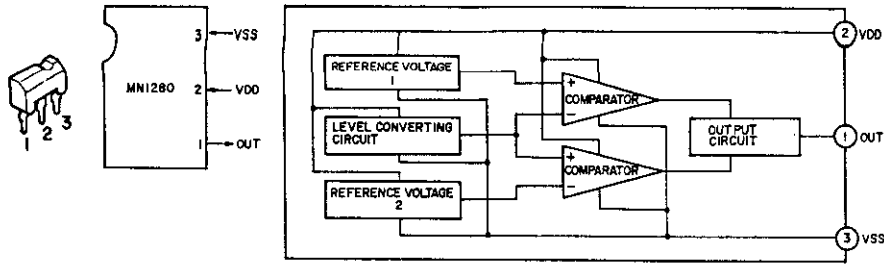 3 VSS
MN1280
2 VDD
1 OUT
1 2 3
REFERENCE VOLTAGE
1
LEVEL CONVERTING
CIRCUIT
REFERENCE VOLTAGE
2
+
COMPARATOR
−
+
COMPARATOR
−
OUTPUT
CIRCUIT
2 VDD
1 OUT
3 VSS